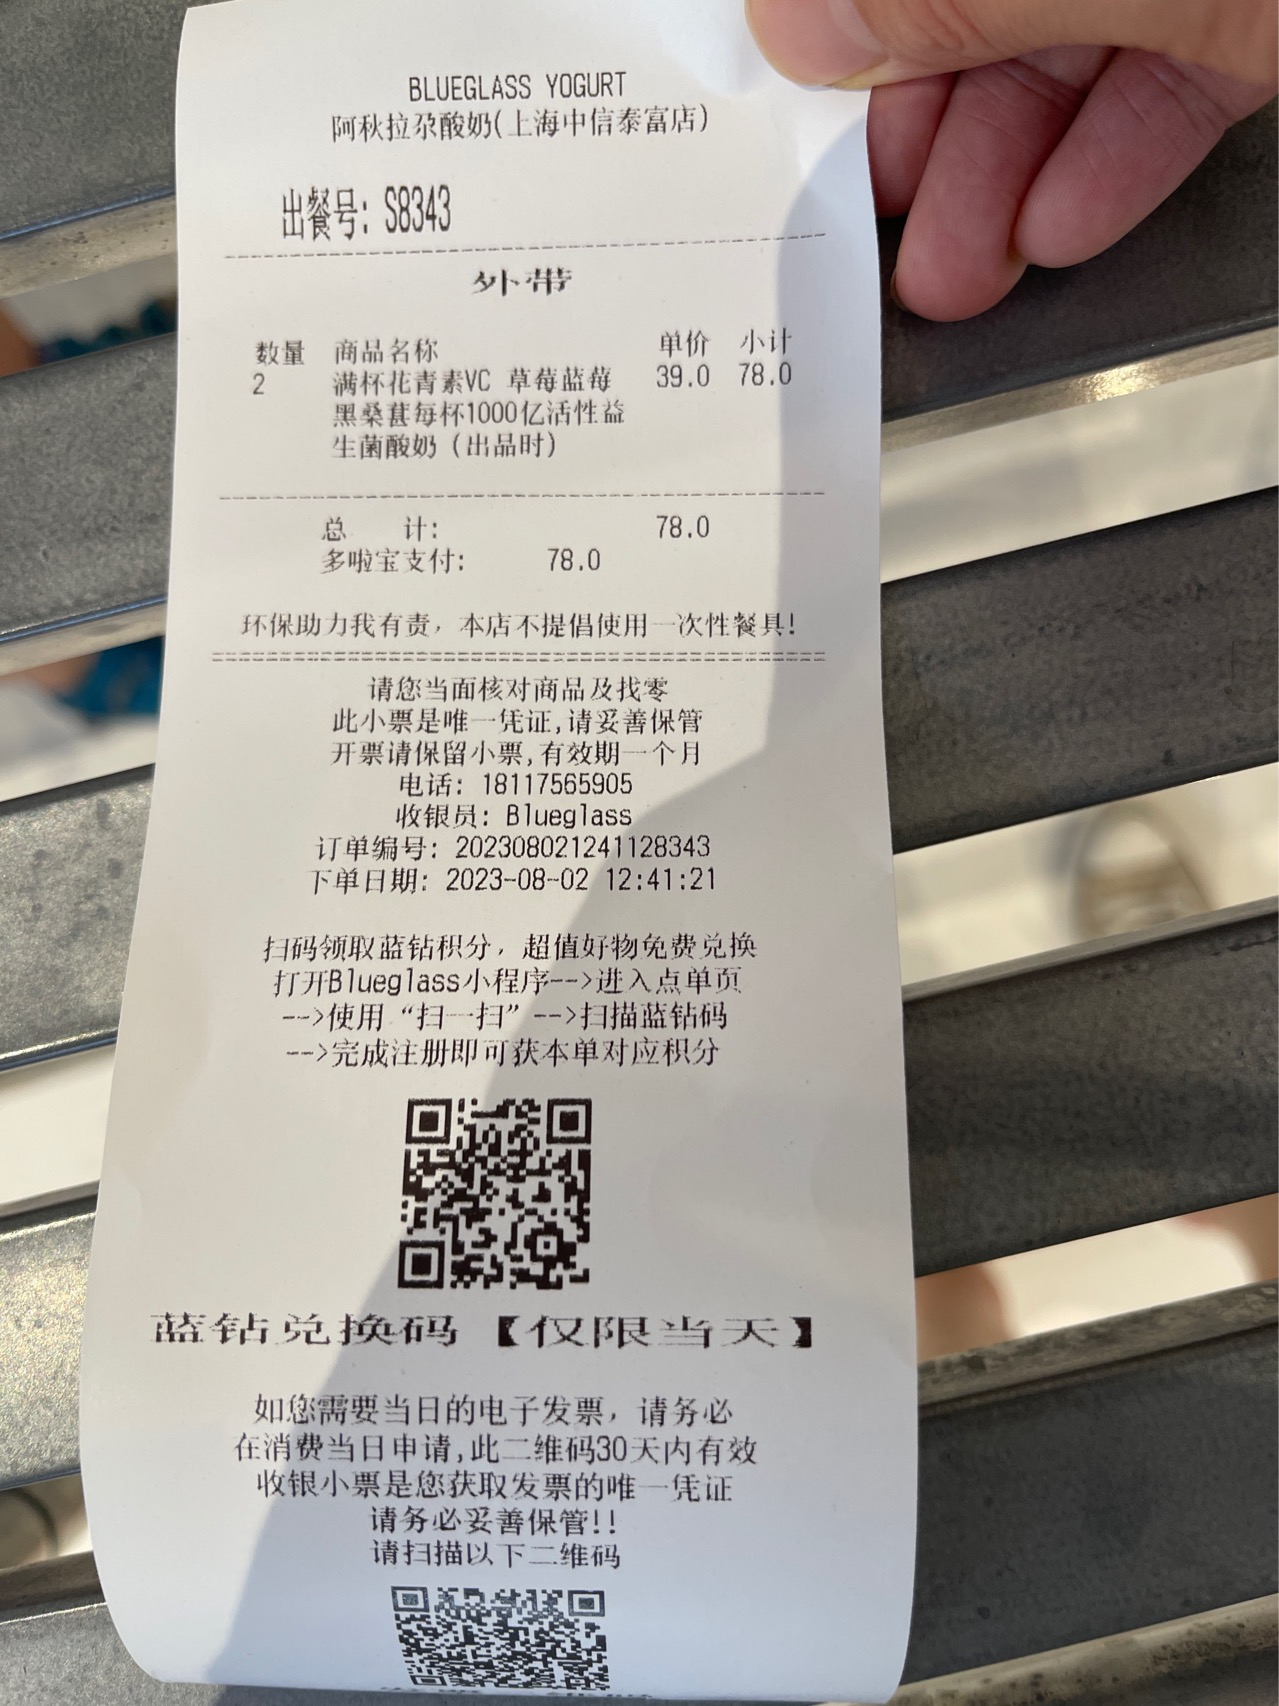 BLUEGLASS YOGURT
阿秋拉尕酸奶(上海中信泰富店)
出餐号: S8343
外带
数量 商品名称 单价 小计
2 满杯花青素VC 草莓蓝莓 39.0 78.0
黑桑葚每杯1000亿活性益
生菌酸奶（出品时）
总 计: 78.0
多啦宝支付: 78.0
环保助力我有责，本店不提倡使用一次性餐具!
请您当面核对商品及找零
此小票是唯一凭证,请妥善保管
开票请保留小票,有效期一个月
电话: 18117565905
收银员: Blueglass
订单编号: 202308021241128343
下单日期: 2023-08-02 12:41:21
扫码领取蓝钻积分，超值好物免费兑换
打开Blueglass小程序-->进入点单页
-->使用“扫一扫”-->扫描蓝钻码
-->完成注册即可获本单对应积分
蓝钻兑换码【仅限当天】
如您需要当日的电子发票，请务必
在消费当日申请,此二维码30天内有效
收银小票是您获取发票的唯一凭证
请务必妥善保管!!
请扫描以下二维码